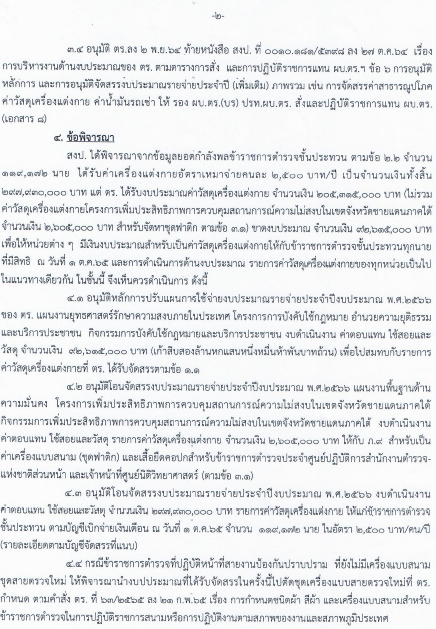 -๒-
๓.๔ อนุมัติ ตร.ลง ๒ พ.ย.๖๔ ท้ายหนังสือ สงป. ที่ ๐๐๑๐.๑๘๑/๕๓๙๘ ลง ๒๗ ต.ค.๖๔ เรื่อง
การบริหารงานด้านงบประมาณของ ตร. ตามตารางการสั่ง และการปฏิบัติราชการแทน ผบ.ตร.ฯ ข้อ ๖ การอนุมัติ
หลักการ และการอนุมัติจัดสรรงบประมาณรายจ่ายประจำปี (เพิ่มเติม) ภาพรวม เช่น การจัดสรรค่าสาธารณูปโภค
ค่าวัสดุเครื่องแต่งกาย ค่าน้ำมันรถเช่า ให้ รอง ผบ.ตร.(บร) ปรท.ผบ.ตร. สั่งและปฏิบัติราชการแทน ผบ.ตร.
(เอกสาร ๘)
๔. ข้อพิจารณา
สงป. ได้พิจารณาจากข้อมูลยอดกำลังพลข้าราชการตำรวจชั้นประทวน ตามข้อ ๒.๒ จำนวน
๑๑๙,๑๗๒ นาย ได้รับค่าเครื่องแต่งกายอัตราเหมาจ่ายคนละ ๒,๕๐๐ บาท/ปี เป็นจำนวนเงินทั้งสิ้น
๒๙๗,๙๓๐,๐๐๐ บาท แต่ ตร. ได้รับงบประมาณค่าวัสดุเครื่องแต่งกาย จำนวนเงิน ๒๐๕,๓๑๕,๐๐๐ บาท (ไม่รวม
ค่าวัสดุเครื่องแต่งกายโครงการเพิ่มประสิทธิภาพการควบคุมสถานการณ์ความไม่สงบในเขตจังหวัดชายแดนภาคใต้
จำนวนเงิน ๒,๖๐๕,๐๐๐ บาท สำหรับจัดหาชุดฟาติก ตามข้อ ๓.๑) ขาดงบประมาณ จำนวนเงิน ๙๒,๖๑๕,๐๐๐ บาท
เพื่อให้หน่วยต่าง ๆ มีเงินงบประมาณสำหรับเป็นค่าวัสดุเครื่องแต่งกายให้กับข้าราชการตำรวจชั้นประทวนทุกนาย
ที่มีสิทธิ ณ วันที่ ๑ ต.ค.๖๕ และการดำเนินการด้านงบประมาณ รายการค่าวัสดุเครื่องแต่งกายของทุกหน่วยเป็นไป
ในแนวทางเดียวกัน ในชั้นนี้ จึงเห็นควรดำเนินการ ดังนี้
๔.๑ อนุมัติหลักการปรับแผนการใช้จ่ายงบประมาณรายจ่ายประจำปีงบประมาณ พ.ศ.๒๕๖๖
ของ ตร. แผนงานยุทธศาสตร์รักษาความสงบภายในประเทศ โครงการการบังคับใช้กฎหมาย อำนวยความยุติธรรม
และบริการประชาชน กิจกรรมการบังคับใช้กฎหมายและบริการประชาชน งบดำเนินงาน ค่าตอบแทน ใช้สอยและ
วัสดุ จำนวนเงิน ๙๒,๖๑๕,๐๐๐ บาท (เก้าสิบสองล้านหกแสนหนึ่งหมื่นห้าพันบาทถ้วน) เพื่อไปสมทบกับรายการ
ค่าวัสดุเครื่องแต่งกายที่ ตร. ได้รับจัดสรรตามข้อ ๑.๑
๔.๒ อนุมัติโอนจัดสรรงบประมาณรายจ่ายประจำปีงบประมาณ พ.ศ.๒๕๖๖ แผนงานพื้นฐานด้าน
ความมั่นคง โครงการเพิ่มประสิทธิภาพการควบคุมสถานการณ์ความไม่สงบในเขตจังหวัดชายแดนภาคใต้
กิจกรรมการเพิ่มประสิทธิภาพการควบคุมสถานการณ์ความไม่สงบในเขตจังหวัดชายแดนภาคใต้ งบดำเนินงาน
ค่าตอบแทน ใช้สอยและวัสดุ รายการค่าวัสดุเครื่องแต่งกาย จำนวนเงิน ๒,๖๐๕,๐๐๐ บาท ให้กับ ภ.๙ สำหรับเป็น
ค่าเครื่องแบบสนาม (ชุดฟาติก) และเสื้อยืดคอปกสำหรับข้าราชการตำรวจประจำศูนย์ปฏิบัติการสำนักงานตำรวจ-
แห่งชาติส่วนหน้า และเจ้าหน้าที่ศูนย์นิติวิทยาศาสตร์ (ตามข้อ ๓.๑)
๔.๓ อนุมัติโอนจัดสรรงบประมาณรายจ่ายประจำปีงบประมาณ พ.ศ.๒๕๖๖ งบดำเนินงาน
ค่าตอบแทน ใช้สอยและวัสดุ จำนวนเงิน ๒๙๗,๙๓๐,๐๐๐ บาท รายการค่าวัสดุเครื่องแต่งกาย ให้แก่ข้าราชการตำรวจ
ชั้นประทวน ตามบัญชีเบิกจ่ายเงินเดือน ณ วันที่ ๑ ต.ค.๖๕ จำนวน ๑๑๙,๑๗๒ นาย ในอัตรา ๒,๕๐๐ บาท/คน/ปี
(รายละเอียดตามบัญชีจัดสรรที่แนบ)
๔.๔ กรณีข้าราชการตำรวจที่ปฏิบัติหน้าที่สายงานป้องกันปราบปราม ที่ยังไม่มีเครื่องแบบสนาม
ชุดสายตรวจใหม่ ให้พิจารณานำงบประมาณที่ได้รับจัดสรรในครั้งนี้ไปตัดชุดเครื่องแบบสายตรวจใหม่ที่ ตร.
กำหนด ตามคำสั่ง ตร. ที่ ๖๓/๒๕๖๕ ลง ๒๓ ก.พ.๖๕ เรื่อง การกำหนดชนิดผ้า สีผ้า และเครื่องแบบสนามสำหรับ
ข้าราชการตำรวจในการปฏิบัติราชการสนามหรือการปฏิบัติงานตามสภาพของงานและสภาพภูมิประเทศ